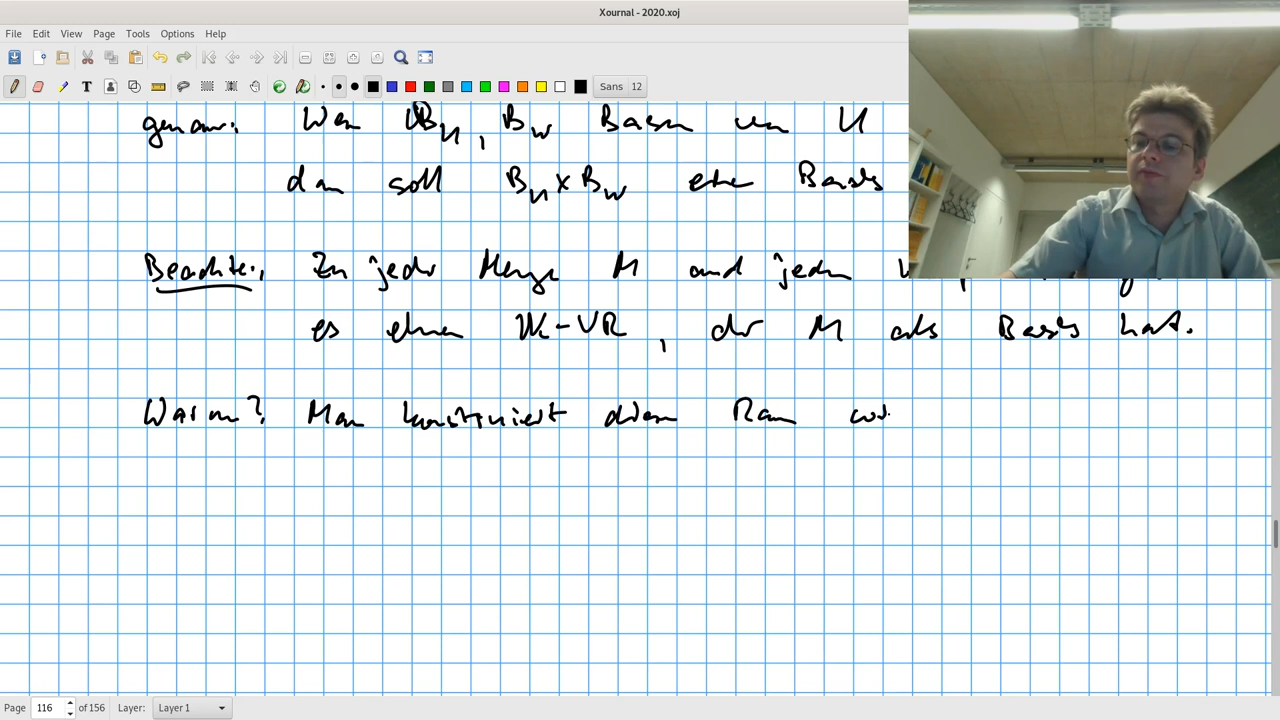 Xournal - 2020.xoj
File Edit View Page Tools Options Help
Sans 12
genauer: Wenn B_U, B_W Basen von U
dann soll B_U × B_W eine Basis
Beachte: Zu jeder Menge M und jedem
es einen K-VR, der M als Basis hat.
Warum? Man konstruiert diesen Raum
Page 116 of 156 Layer: Layer 1